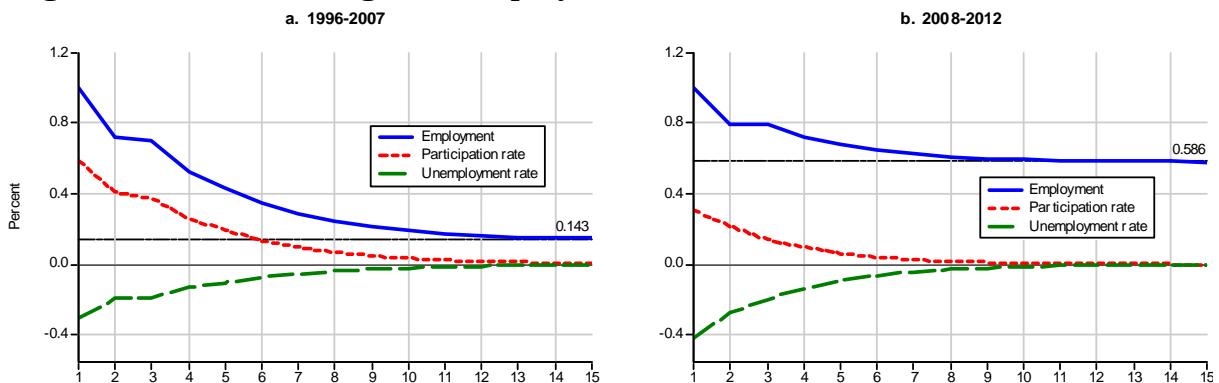 a. 1996-2007
1.2
0.8
0.4
0.0
-0.4
Percent
Employment
Participation rate
Unemployment rate
0.143
1 2 3 4 5 6 7 8 9 10 11 12 13 14 15
b. 2008-2012
1.2
0.8
0.4
0.0
-0.4
0.586
Employment
Participation rate
Unemployment rate
1 2 3 4 5 6 7 8 9 10 11 12 13 14 15